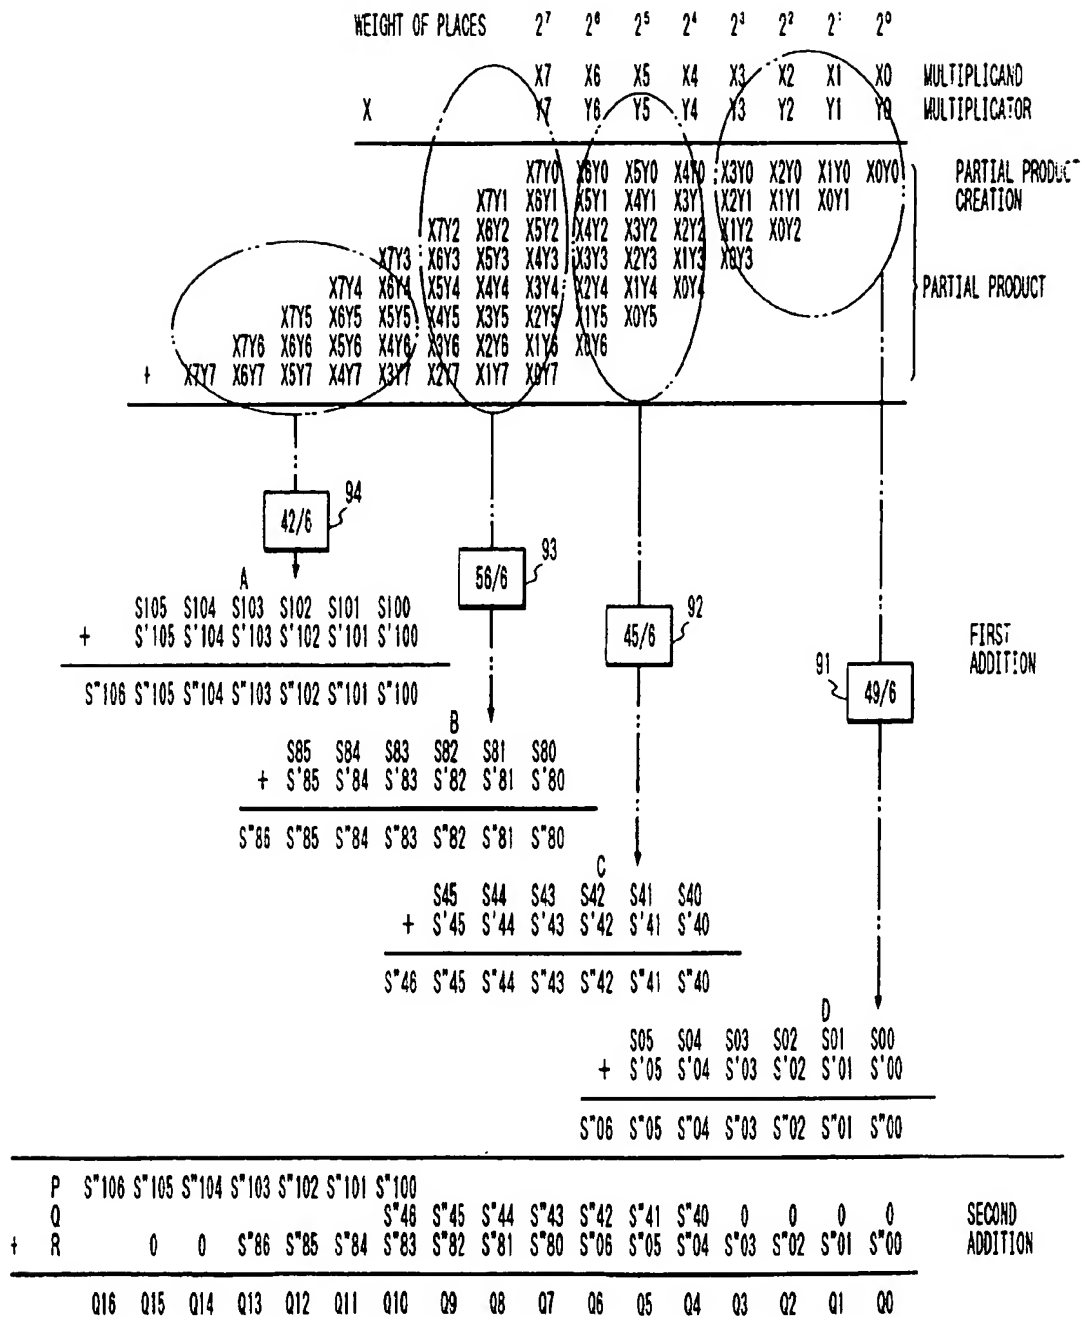 WEIGHT OF PLACES 2⁷ 2⁶ 2⁵ 2⁴ 2³ 2² 2¹ 2⁰
X7 X6 X5 X4 X3 X2 X1 X0 MULTIPLICAND
X Y7 Y6 Y5 Y4 Y3 Y2 Y1 Y0 MULTIPLICATOR
X7Y0 X6Y0 X5Y0 X4Y0 X3Y0 X2Y0 X1Y0 X0Y0 PARTIAL PRODUCT
X7Y1 X6Y1 X5Y1 X4Y1 X3Y1 X2Y1 X1Y1 X0Y1 CREATION
X7Y2 X6Y2 X5Y2 X4Y2 X3Y2 X2Y2 X1Y2 X0Y2
X7Y3 X6Y3 X5Y3 X4Y3 X3Y3 X2Y3 X1Y3 X0Y3
X7Y4 X6Y4 X5Y4 X4Y4 X3Y4 X2Y4 X1Y4 X0Y4 PARTIAL PRODUCT
X7Y5 X6Y5 X5Y5 X4Y5 X3Y5 X2Y5 X1Y5 X0Y5
X7Y6 X6Y6 X5Y6 X4Y6 X3Y6 X2Y6 X1Y6 X0Y6
+ X7Y7 X6Y7 X5Y7 X4Y7 X3Y7 X2Y7 X1Y7 X0Y7
94
42/6
93
56/6
A
S105 S104 S103 S102 S101 S100
+ S'105 S'104 S'103 S'102 S'101 S'100
S"106 S"105 S"104 S"103 S"102 S"101 S"100
92
45/6
FIRST
ADDITION
91
49/6
B
S85 S84 S83 S82 S81 S80
+ S'85 S'84 S'83 S'82 S'81 S'80
S"86 S"85 S"84 S"83 S"82 S"81 S"80
C
S45 S44 S43 S42 S41 S40
+ S'45 S'44 S'43 S'42 S'41 S'40
S"46 S"45 S"44 S"43 S"42 S"41 S"40
D
S05 S04 S03 S02 S01 S00
+ S'05 S'04 S'03 S'02 S'01 S'00
S"06 S"05 S"04 S"03 S"02 S"01 S"00
P S"106 S"105 S"104 S"103 S"102 S"101 S"100
Q S"46 S"45 S"44 S"43 S"42 S"41 S"40 0 0 0 0 SECOND
+ R 0 0 S"86 S"85 S"84 S"83 S"82 S"81 S"80 S"06 S"05 S"04 S"03 S"02 S"01 S"00 ADDITION
Q16 Q15 Q14 Q13 Q12 Q11 Q10 Q9 Q8 Q7 Q6 Q5 Q4 Q3 Q2 Q1 Q0